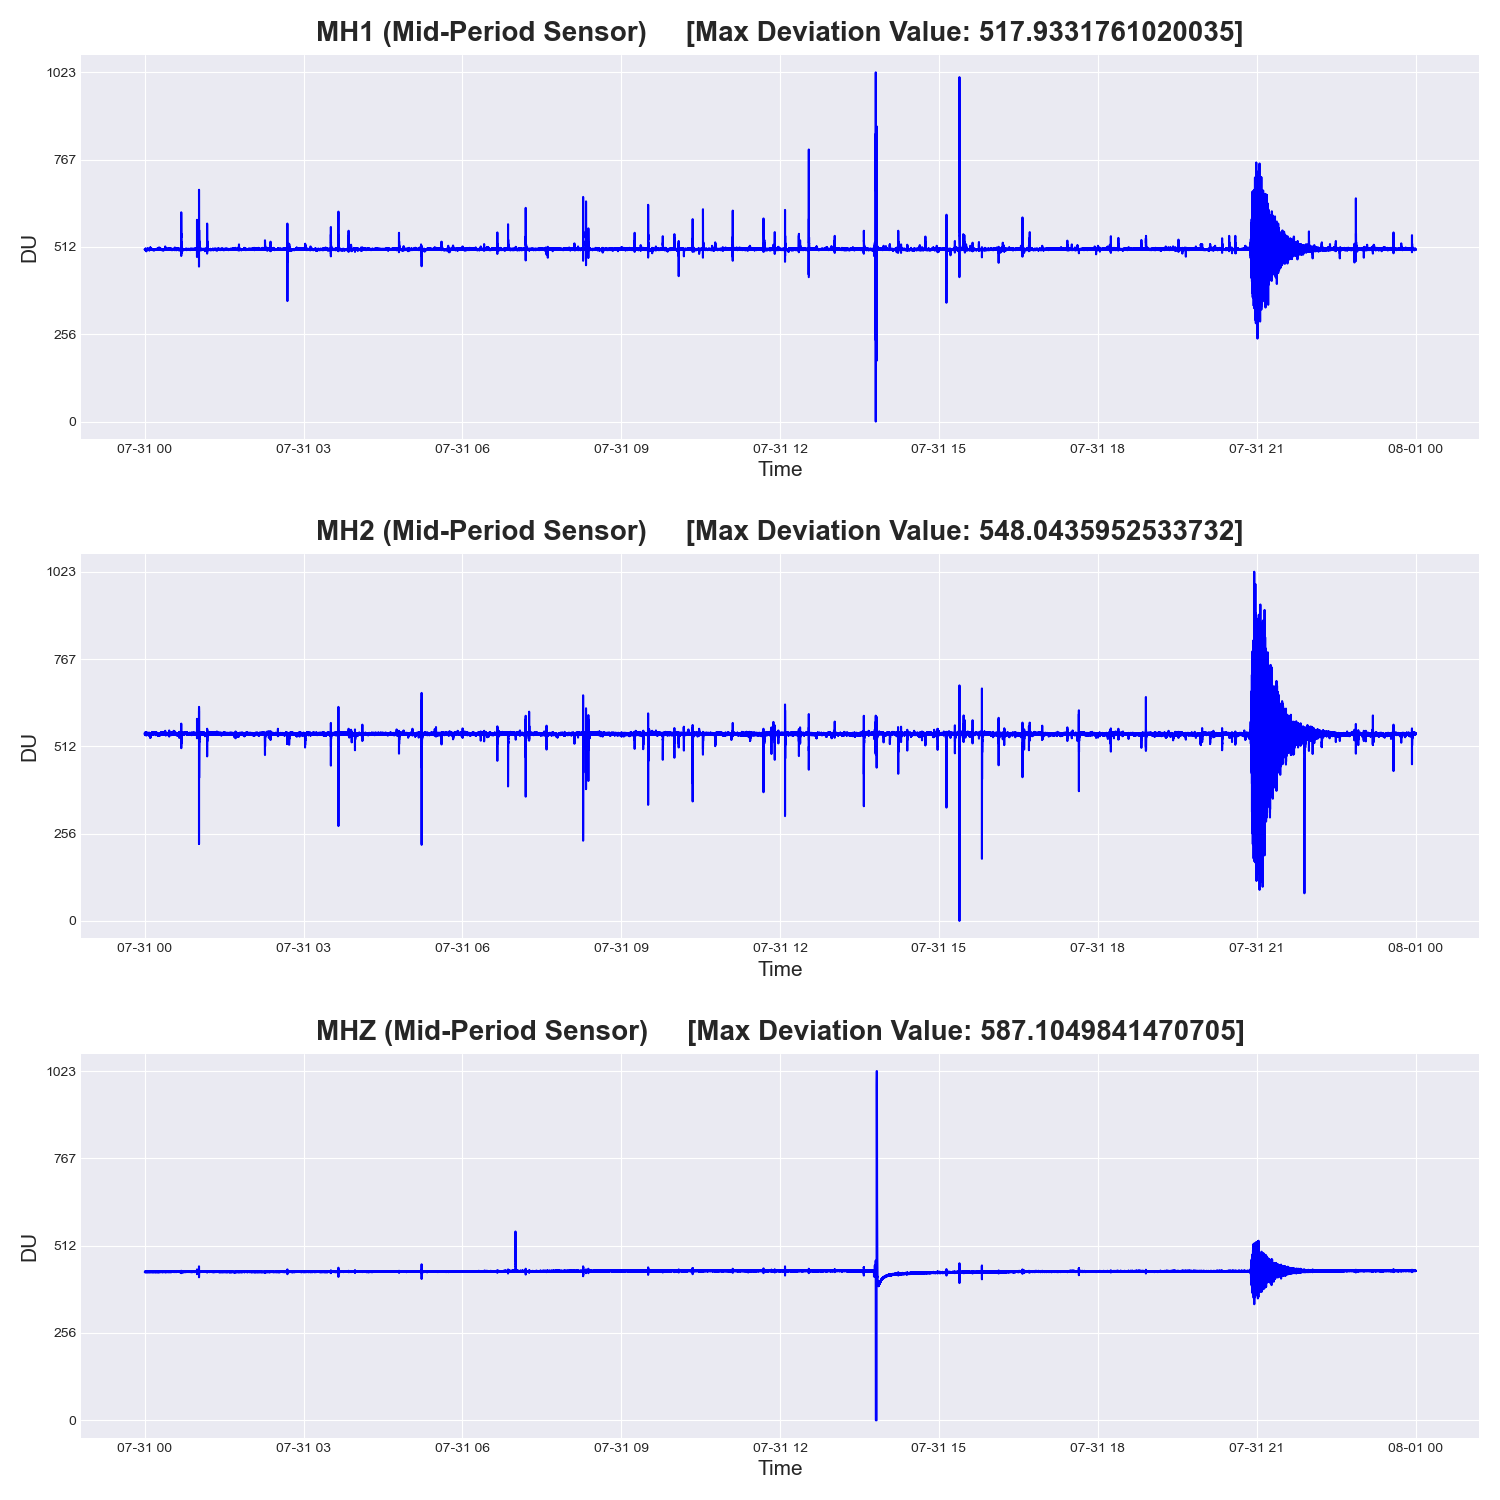 MH1 (Mid-Period Sensor) [Max Deviation Value: 517.9331761020035]
1023
767
512
256
0
DU
07-31 00 07-31 03 07-31 06 07-31 09 07-31 12 07-31 15 07-31 18 07-31 21 08-01 00
Time
MH2 (Mid-Period Sensor) [Max Deviation Value: 548.0435952533732]
1023
767
512
256
0
DU
07-31 00 07-31 03 07-31 06 07-31 09 07-31 12 07-31 15 07-31 18 07-31 21 08-01 00
Time
MHZ (Mid-Period Sensor) [Max Deviation Value: 587.1049841470705]
1023
767
512
256
0
DU
07-31 00 07-31 03 07-31 06 07-31 09 07-31 12 07-31 15 07-31 18 07-31 21 08-01 00
Time